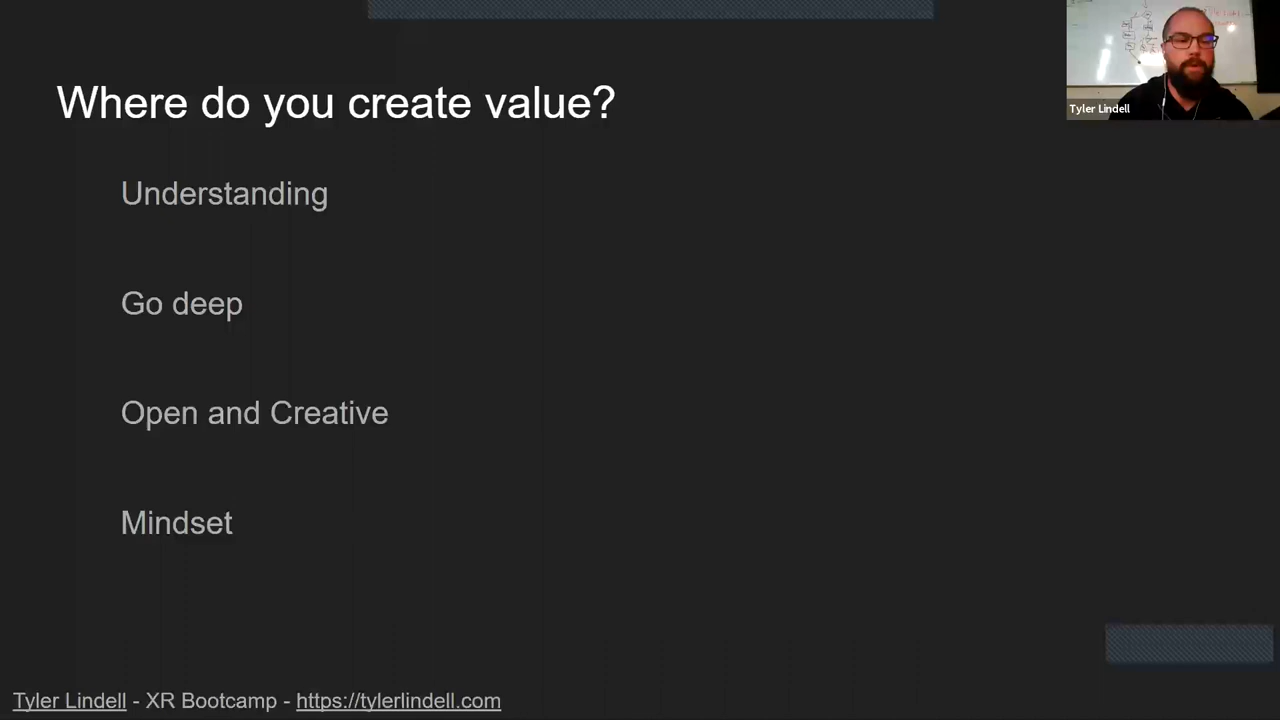 Where do you create value?
Tyler Lindell
Understanding
Go deep
Open and Creative
Mindset
Tyler Lindell - XR Bootcamp - https://tylerlindell.com